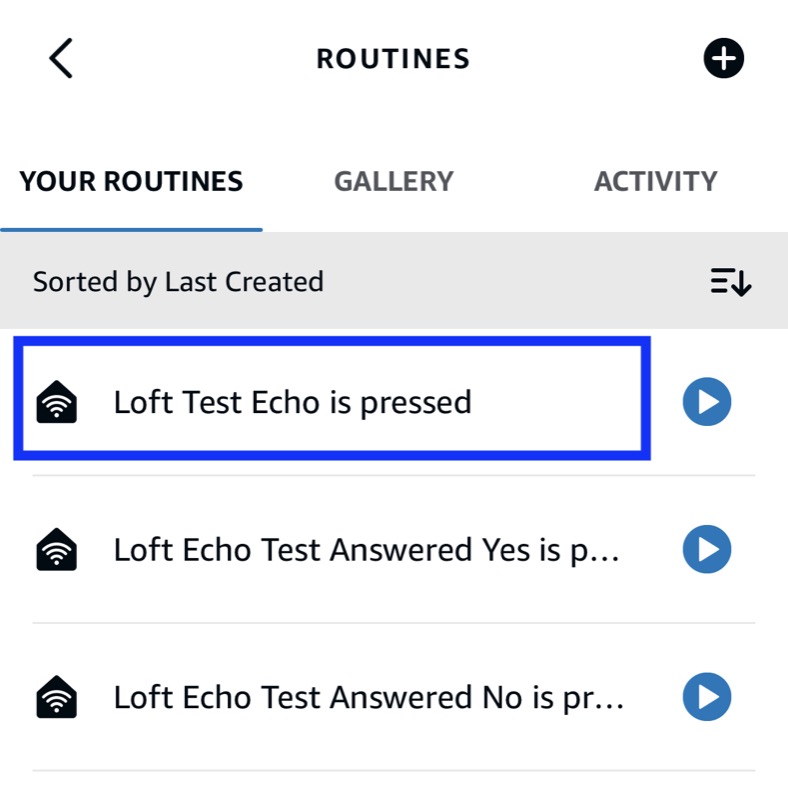 ROUTINES
YOUR ROUTINES
GALLERY
ACTIVITY
Sorted by Last Created
Loft Test Echo is pressed
Loft Echo Test Answered Yes is p...
Loft Echo Test Answered No is pr...